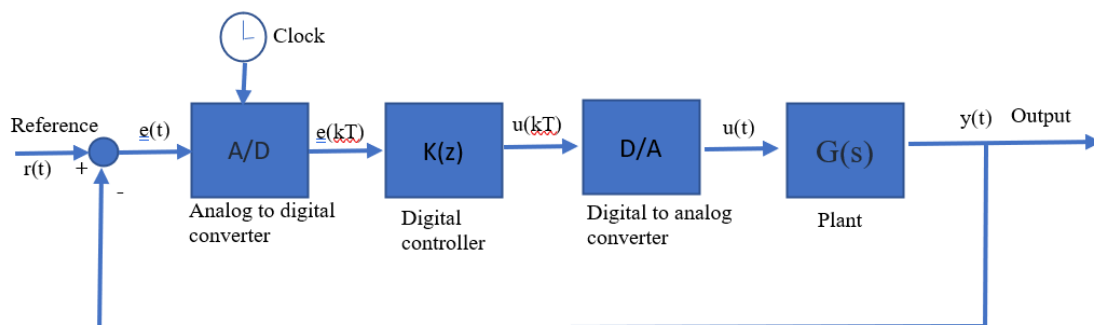 Clock
Reference
r(t)
+
-
e(t)
A/D
Analog to digital
converter
e(kT)
K(z)
Digital
controller
u(kT)
D/A
Digital to analog
converter
u(t)
G(s)
Plant
y(t)
Output